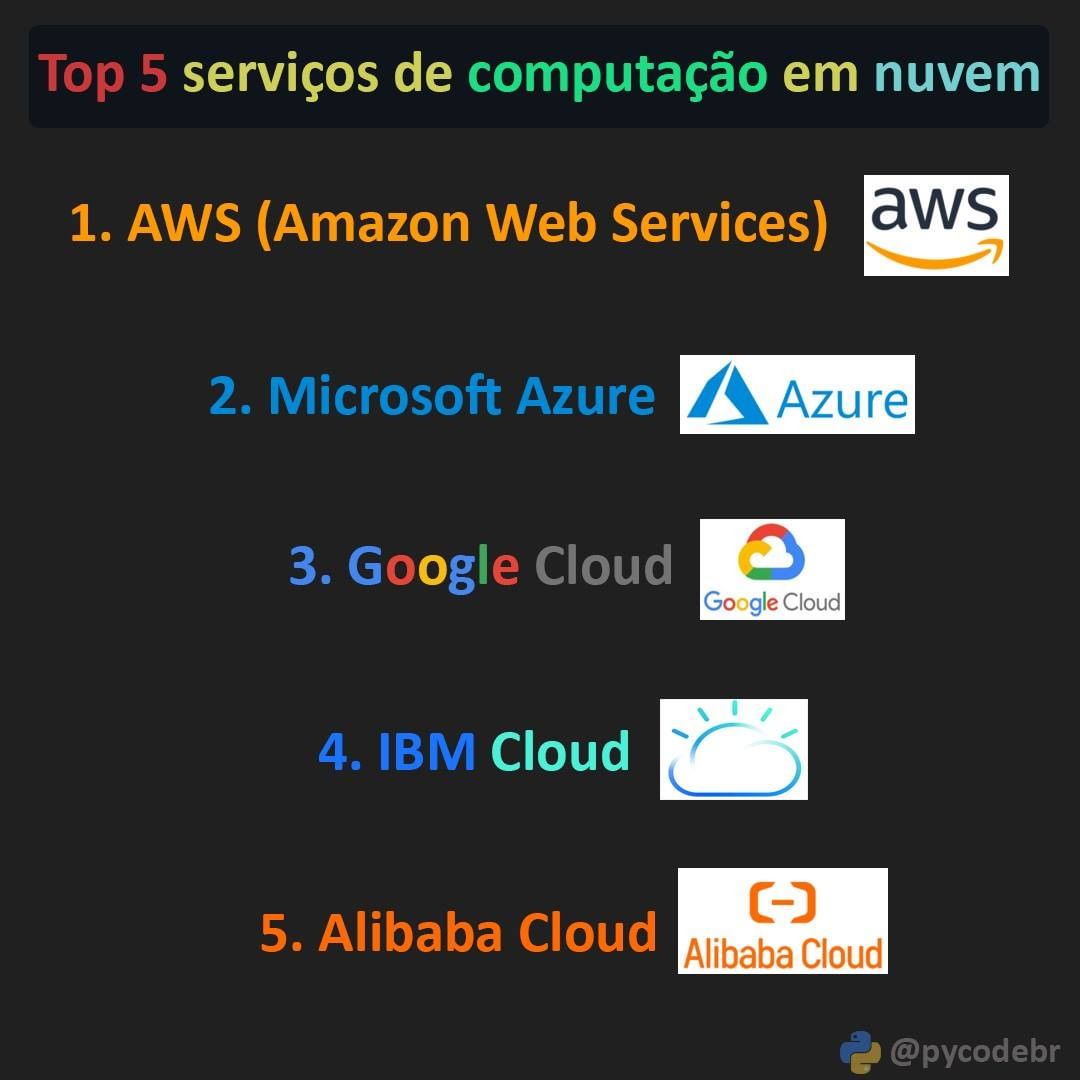 Top 5 serviços de computação em nuvem
1. AWS (Amazon Web Services)
aws
2. Microsoft Azure
Azure
3. Google Cloud
Google Cloud
4. IBM Cloud
5. Alibaba Cloud
Alibaba Cloud
@pycodebr